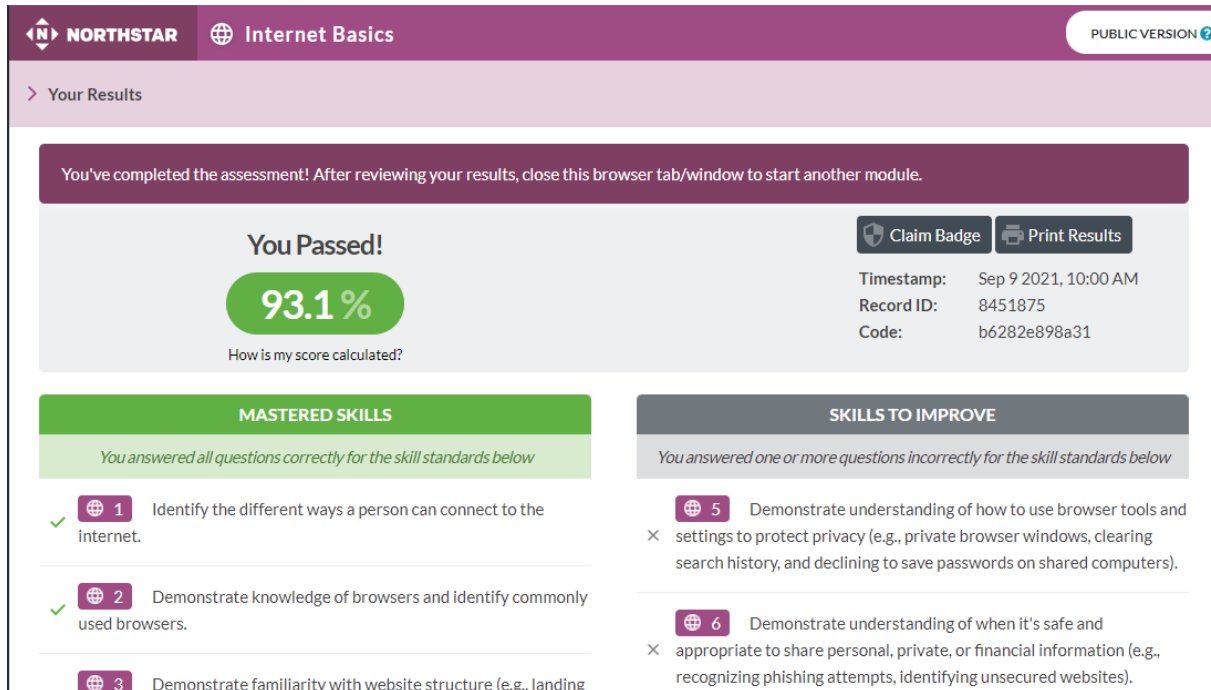 NORTHSTAR Internet Basics PUBLIC VERSION ?
Your Results
You've completed the assessment! After reviewing your results, close this browser tab/window to start another module.
You Passed!
93.1 %
How is my score calculated?
Claim Badge Print Results
Timestamp: Sep 9 2021, 10:00 AM
Record ID: 8451875
Code: b6282e898a31
MASTERED SKILLS
You answered all questions correctly for the skill standards below
1 Identify the different ways a person can connect to the
internet.
2 Demonstrate knowledge of browsers and identify commonly
used browsers.
3 Demonstrate familiarity with website structure (e.g., landing
SKILLS TO IMPROVE
You answered one or more questions incorrectly for the skill standards below
5 Demonstrate understanding of how to use browser tools and
settings to protect privacy (e.g., private browser windows, clearing
search history, and declining to save passwords on shared computers).
6 Demonstrate understanding of when it's safe and
appropriate to share personal, private, or financial information (e.g.,
recognizing phishing attempts, identifying unsecured websites).